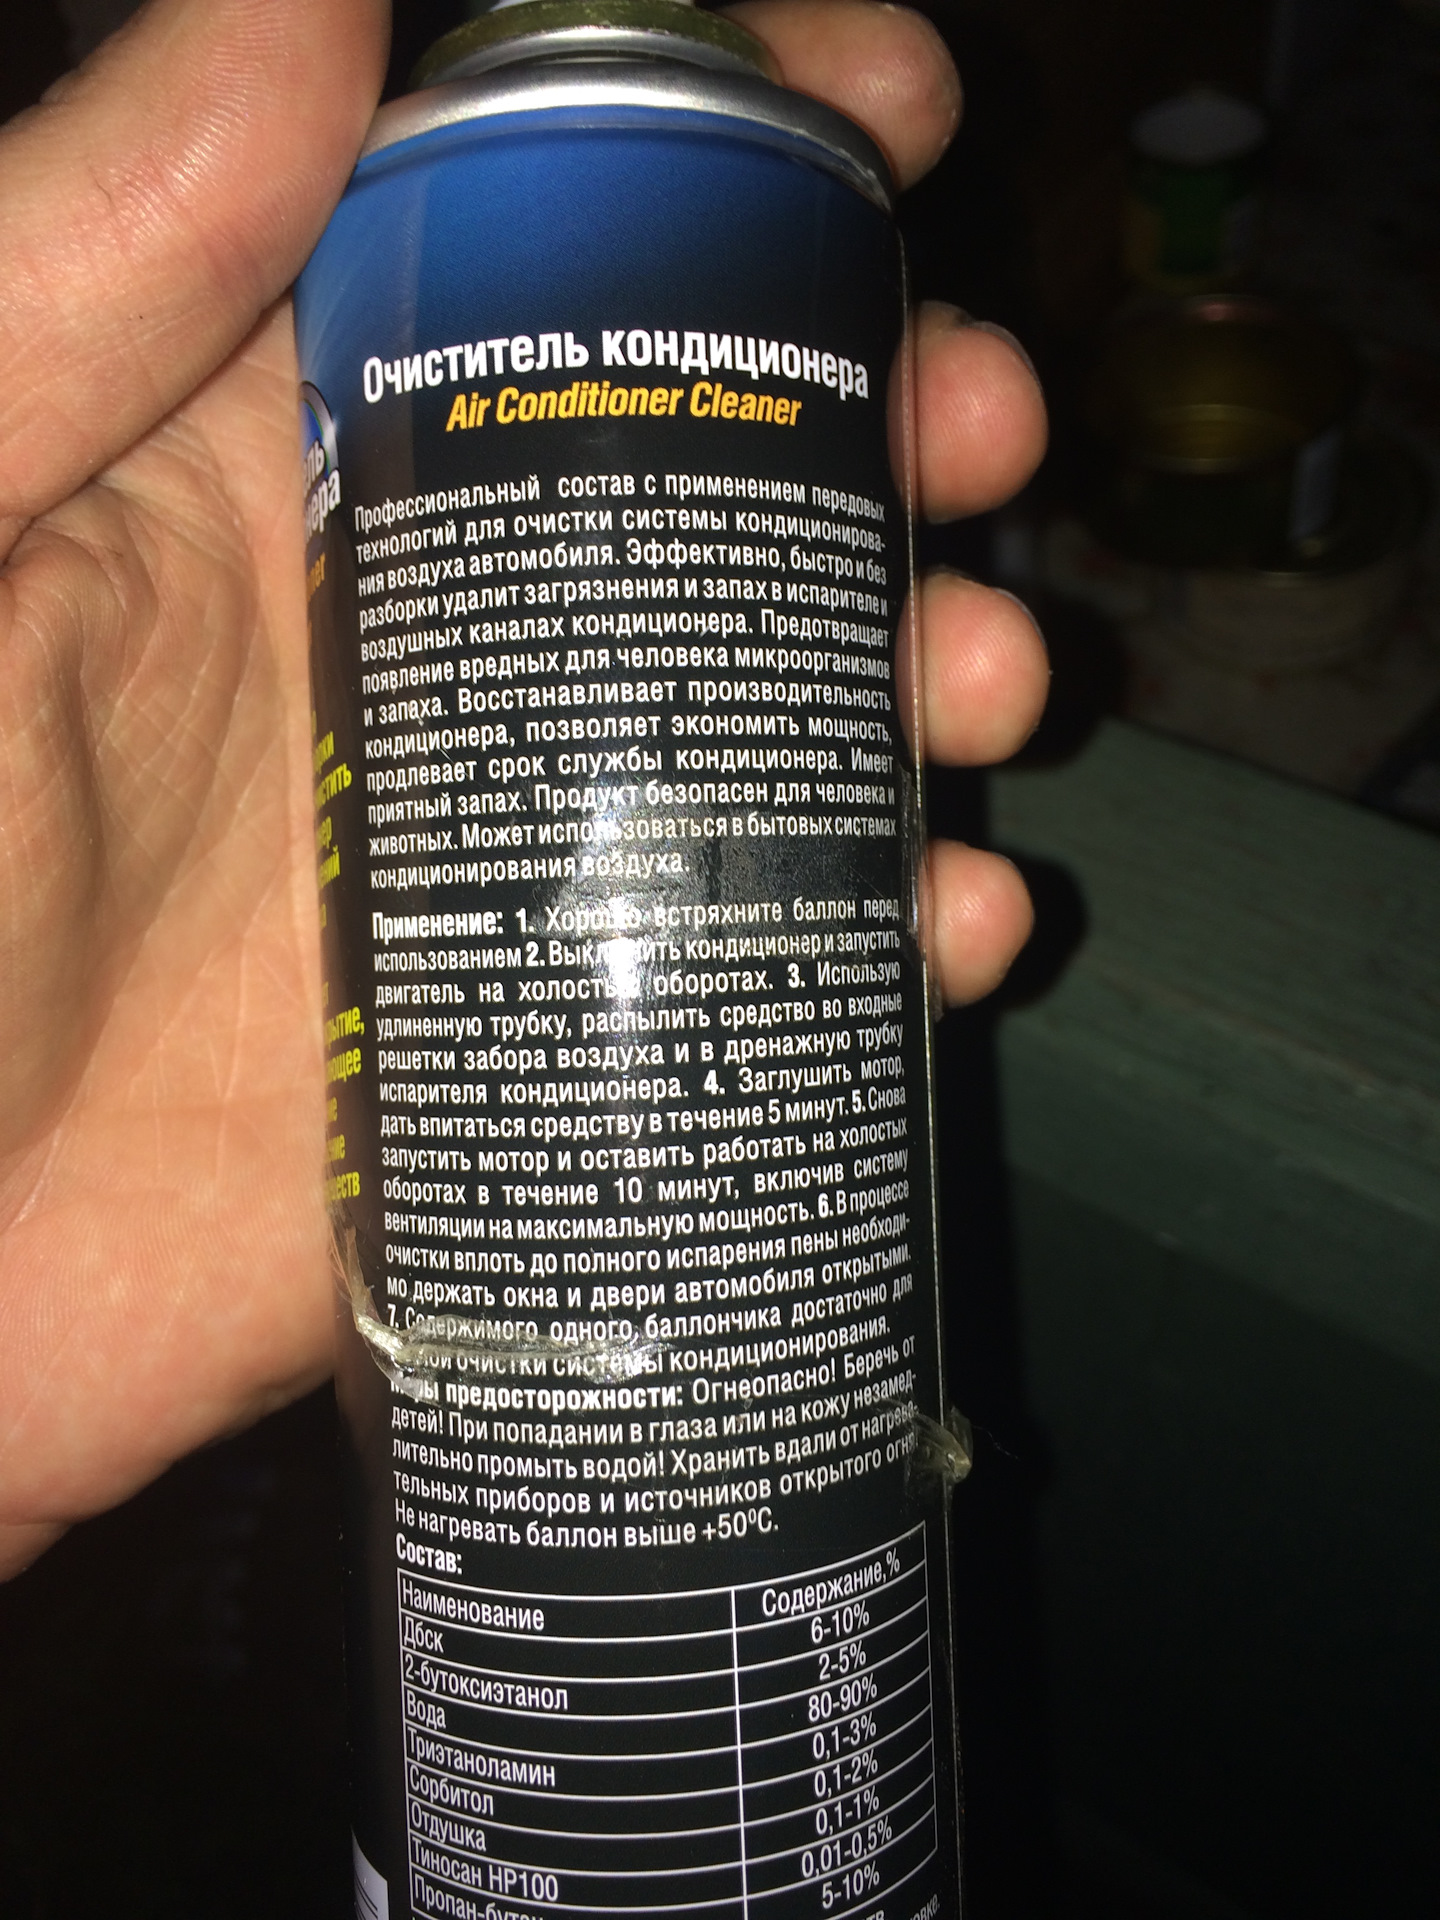 Очиститель кондиционера
Air Conditioner Cleaner
Профессиональный состав с применением передовых
технологий для очистки системы кондиционирова-
ния воздуха автомобиля. Эффективно, быстро и без
разборки удалит загрязнения и запах в испарителе и
воздушных каналах кондиционера. Предотвращает
появление вредных для человека микроорганизмов
и запаха. Восстанавливает производительность
кондиционера, позволяет экономить мощность,
продлевает срок службы кондиционера. Имеет
приятный запах. Продукт безопасен для человека и
животных. Может использоваться в бытовых системах
кондиционирования воздуха.
Применение: 1. Хорошо встряхните баллон перед
использованием 2. кондиционер и запустить
двигатель на холостых оборотах. 3. Использую
удлиненную трубку, распылить средство во входные
решетки забора воздуха и в дренажную трубку
испарителя кондиционера. 4. Заглушить мотор,
дать впитаться средству в течение 5 минут. 5. Снова
запустить мотор и оставить работать на холостых
оборотах в течение 10 минут, включив систему
вентиляции на максимальную мощность. 6. В процессе
очистки вплоть до полного испарения пены необходи-
мо держать окна и двери автомобиля открытыми.
7. Содержимого одного баллончика достаточно для
очистки системы кондиционирования.
предосторожности: Огнеопасно! Беречь от
детей! При попадании в глаза или на кожу незамед-
лительно промыть водой! Хранить вдали от нагрева-
тельных приборов и источников открытого огня!
Не нагревать баллон выше +50ºС.
Состав:
Наименование Содержание,%
Дбск 6-10%
2-бутоксиэтанол 2-5%
Вода 80-90%
Триэтаноламин 0,1-3%
Сорбитол 0,1-2%
Отдушка 0,1-1%
Тиносан HP100 0,01-0,5%
Пропан-бутан 5-10%